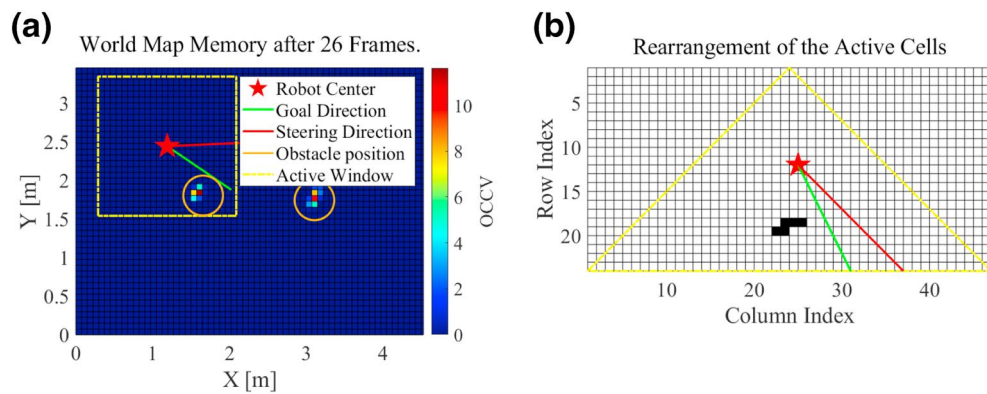 (a)
World Map Memory after 26 Frames.
Robot Center
Goal Direction
Steering Direction
Obstacle position
Active Window
Y [m]
3
2.5
2
1.5
1
0.5
0
0 1 2 3 4
X [m]
10
8
6
4
2
0
OCCV
(b)
Rearrangement of the Active Cells
Row Index
5
10
15
20
10 20 30 40
Column Index